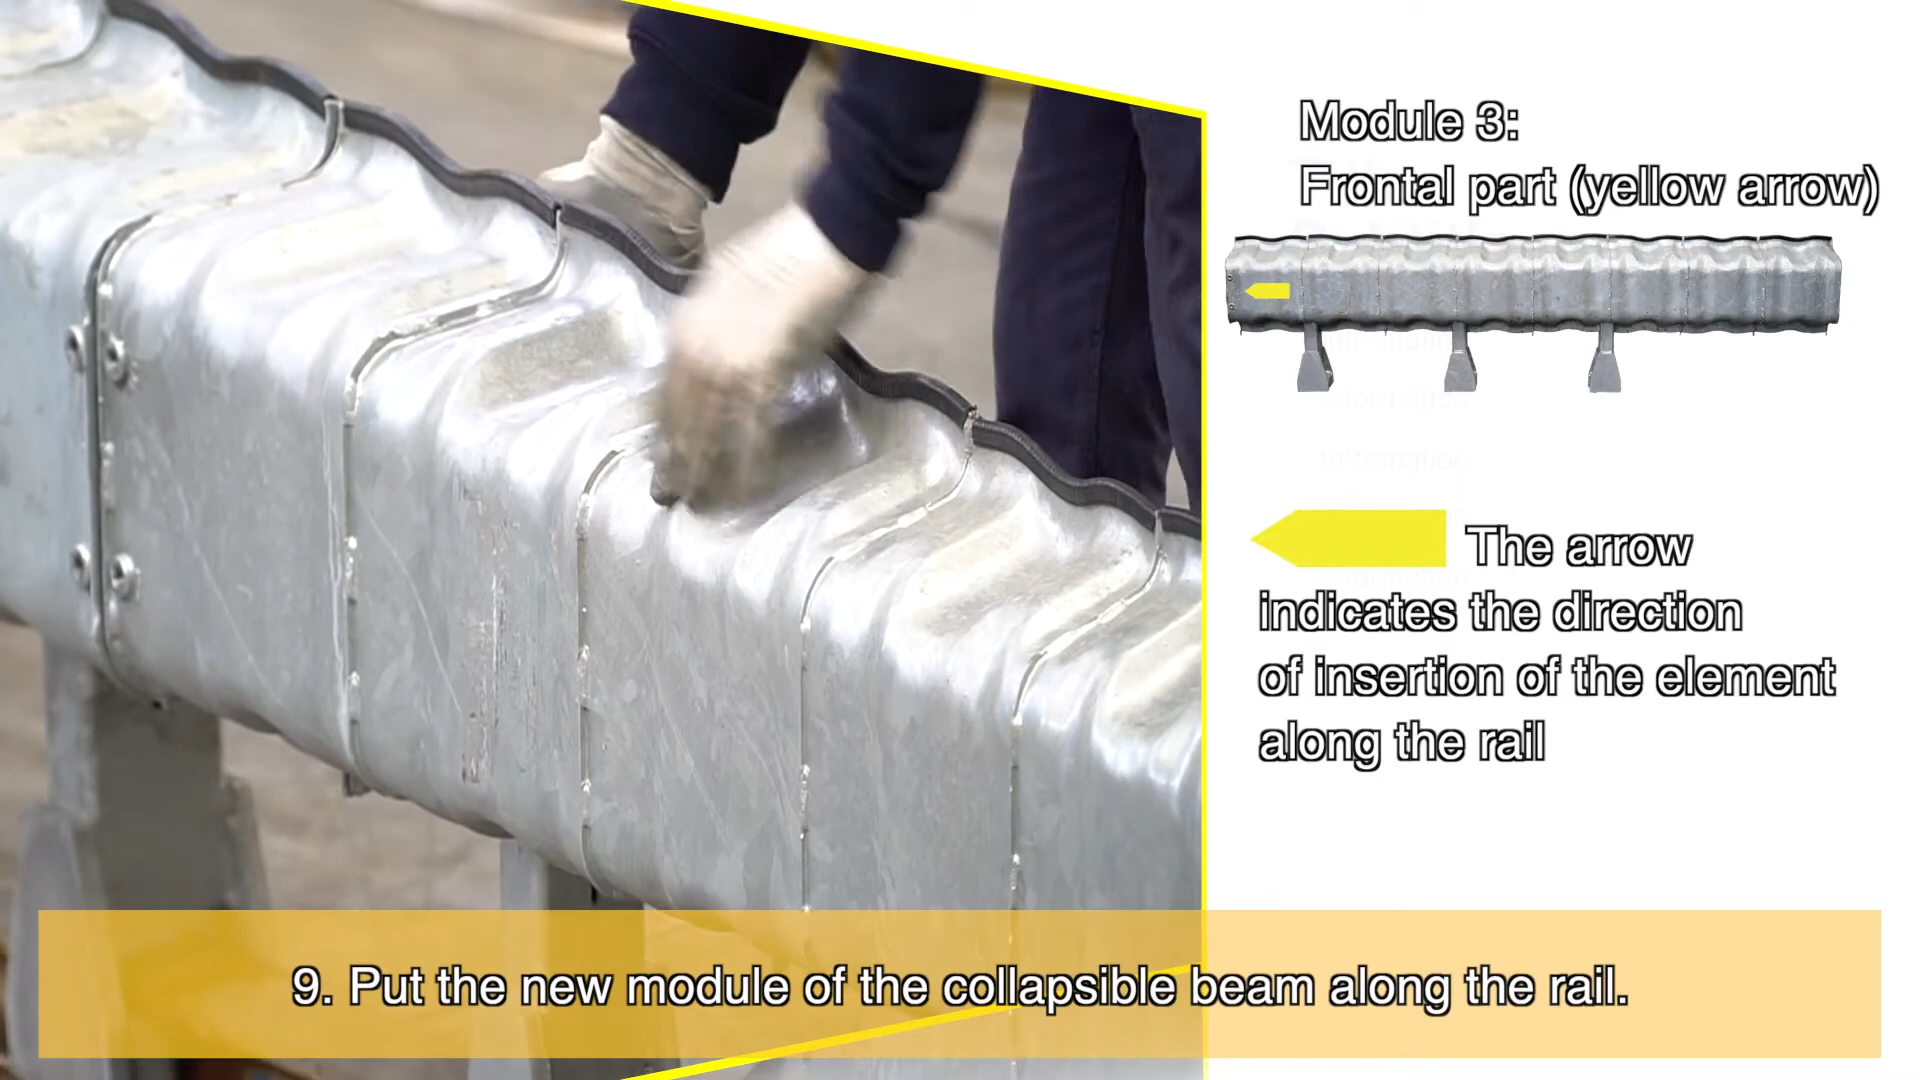 Module 3:
Frontal part (yellow arrow)
The arrow
indicates the direction
of insertion of the element
along the rail
9. Put the new module of the collapsible beam along the rail.